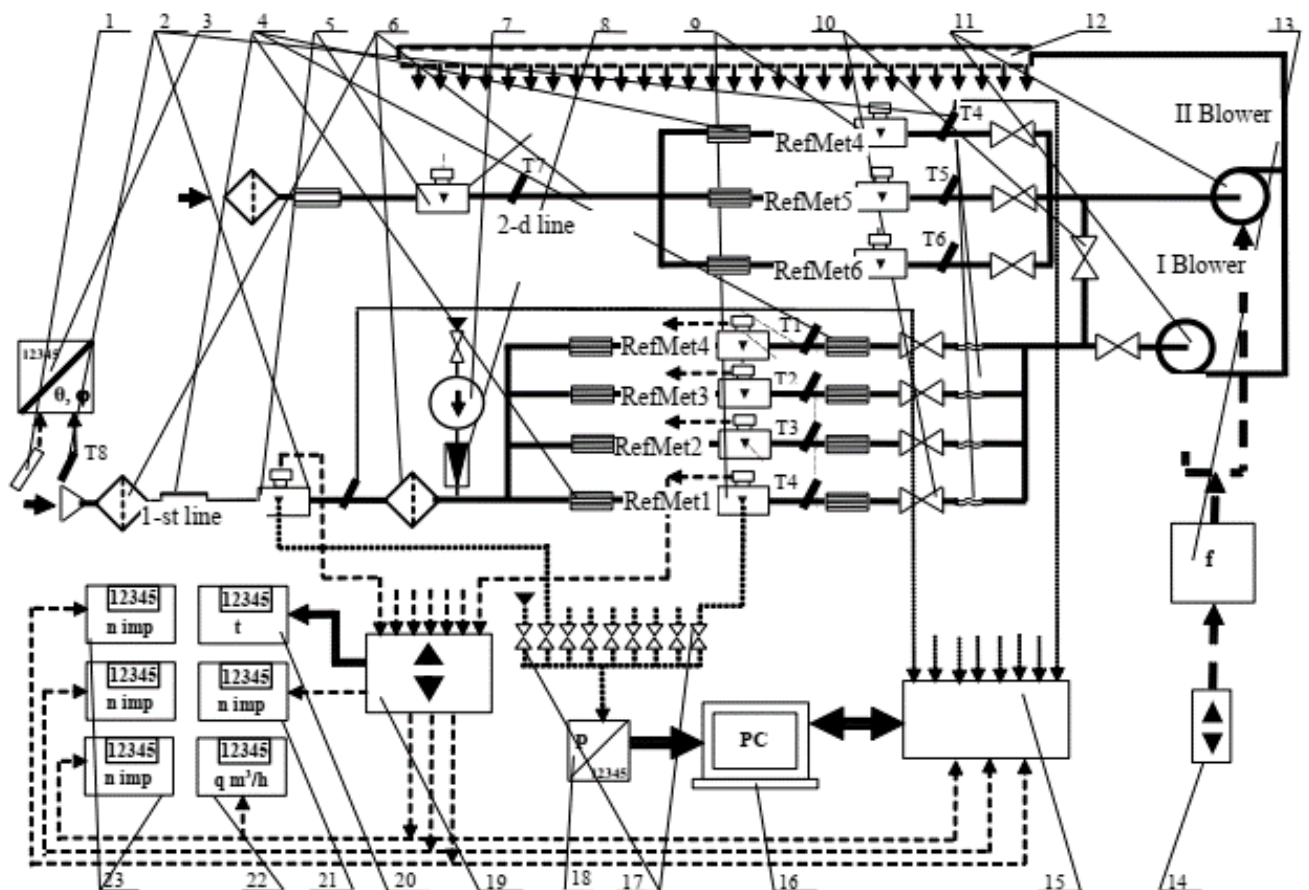 1 2 3 4 5 6 7 8 9 10 11 12 13
T4
II Blower
RefMet4
T7
T5
2-d line
RefMet5
T6
RefMet6
I Blower
T1
RefMet4
12345
T2
θ, φ
RefMet3
T3
RefMet2
T8
T4
RefMet1
1-st line
f
12345
n imp
12345
t
12345
n imp
12345
n imp
p
12345
PC
12345
n imp
12345
q m³/h
23 22 21 20 19 18 17 16 15 14